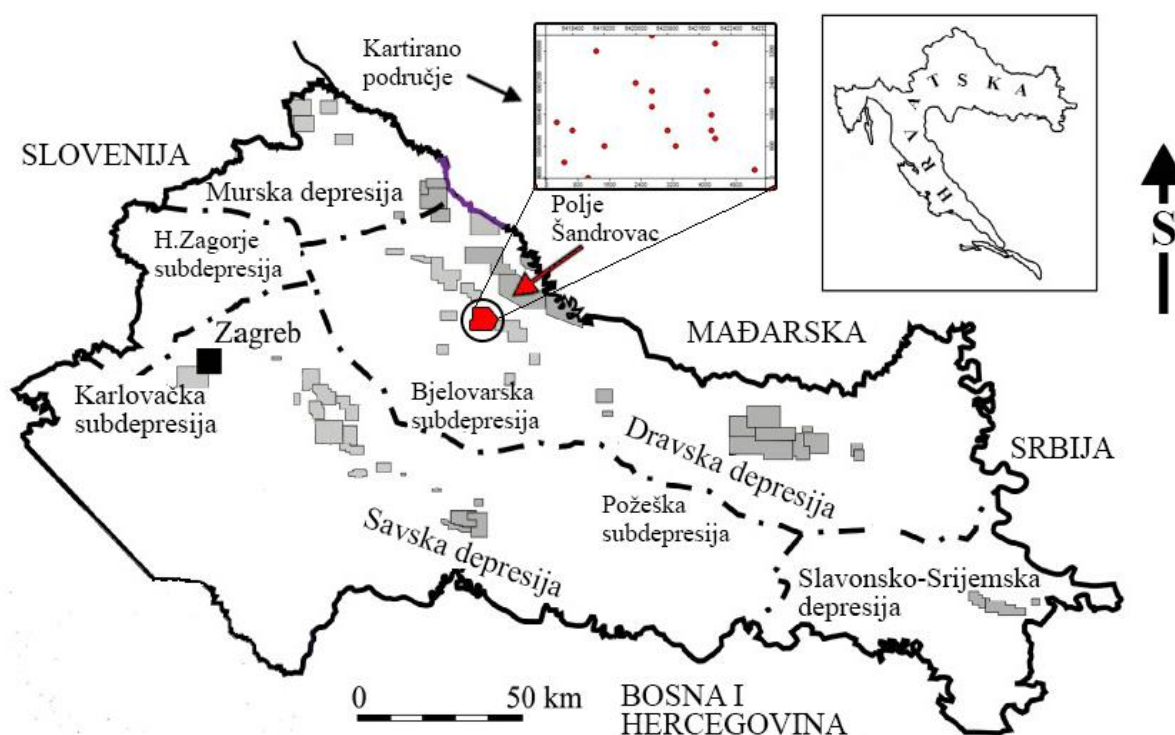 Kartirano
područje
SLOVENIJA
Murska depresija
H.Zagorje
subdepresija
Polje
Šandrovac
HRVATSKA
S
Zagreb
MAĐARSKA
Karlovačka
subdepresija
Bjelovarska
subdepresija
Dravska depresija
SRBIJA
Požeška
subdepresija
Savska depresija
Slavonsko-Srijemska
depresija
0 50 km
BOSNA I
HERCEGOVINA